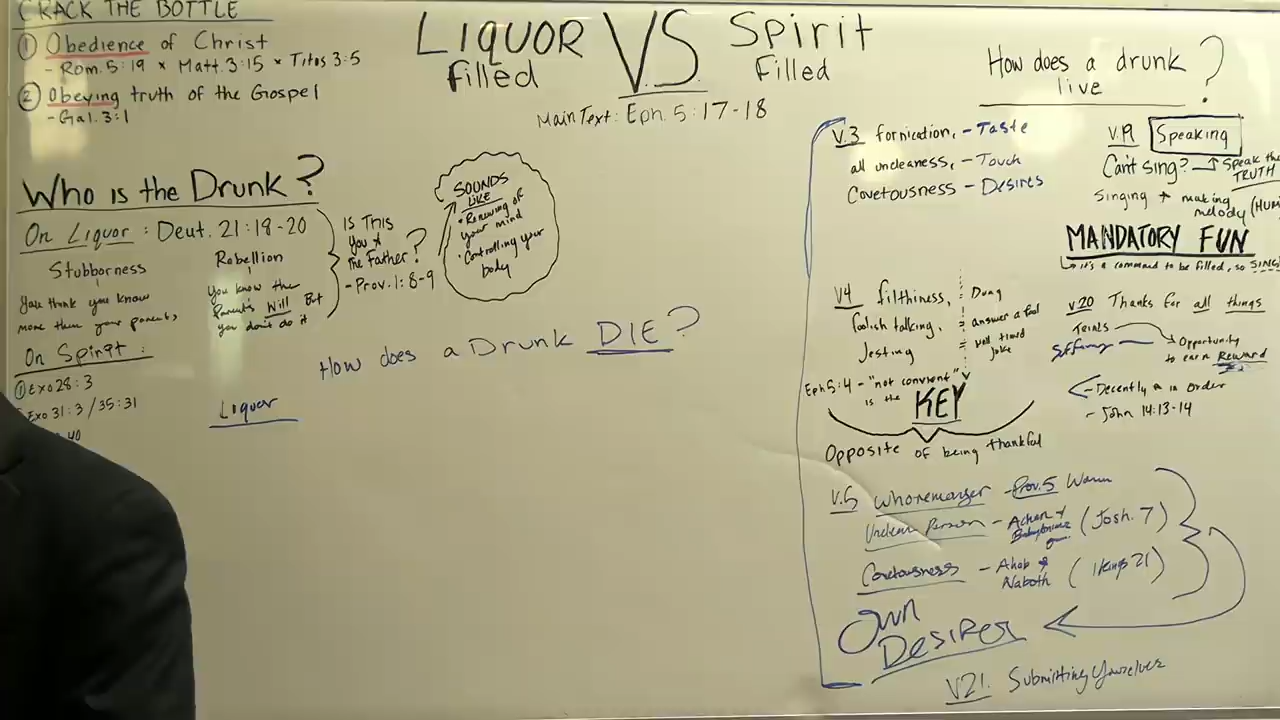 CRACK THE BOTTLE
① Obedience of Christ
- Rom. 5:19 × Matt. 3:15 × Titos 3:5
② Obeying truth of the Gospel
- Gal. 3:1
LIQUOR VS Spirit
Filled Filled
Main Text: Eph. 5:17-18
WHO IS THE DRUNK?
On Liquor: Deut. 21:18-20
Stubborness
You think you know
more then your parents,
Rebellion
You know the
Parent's Will But
you don't do it
IS THIS
You +
The Father?
- Prov. 1:8-9
SOUNDS
LIKE
• Renewing of
your mind
• Controlling your
body
On Spirit:
① Exo 28:3
Exo 31:3 / 35:31
40
How does a Drunk DIE?
Liquor
How does a drunk
live?
V.3 fornication, - Taste
all uncleaness, - Touch
Covetousness - Desires
V4 filthiness, = Dung
foolish talking, = answer a fool
Jesting = well timed
joke
Eph 5:4 - "not convient"
is the KEY
Opposite of being thankful
V.5 Whoremonger - Prov. 5 Warn
Unclean Person - Achan + (Josh. 7)
Covetousness - Ahab + (1 Kings 21)
Naboth
OWN
DESIRES
V21. Submitting Yourselves
V.19 Speaking
Can't Sing? → Speak the
TRUTH
Singing + making
melody (HUM
MANDATORY FUN
it's a command to be filled, so SING
V20 Thanks for all things
Trials
Suffering
Opportunity
to earn Reward
- Decently + in Order
- John 14:13-14